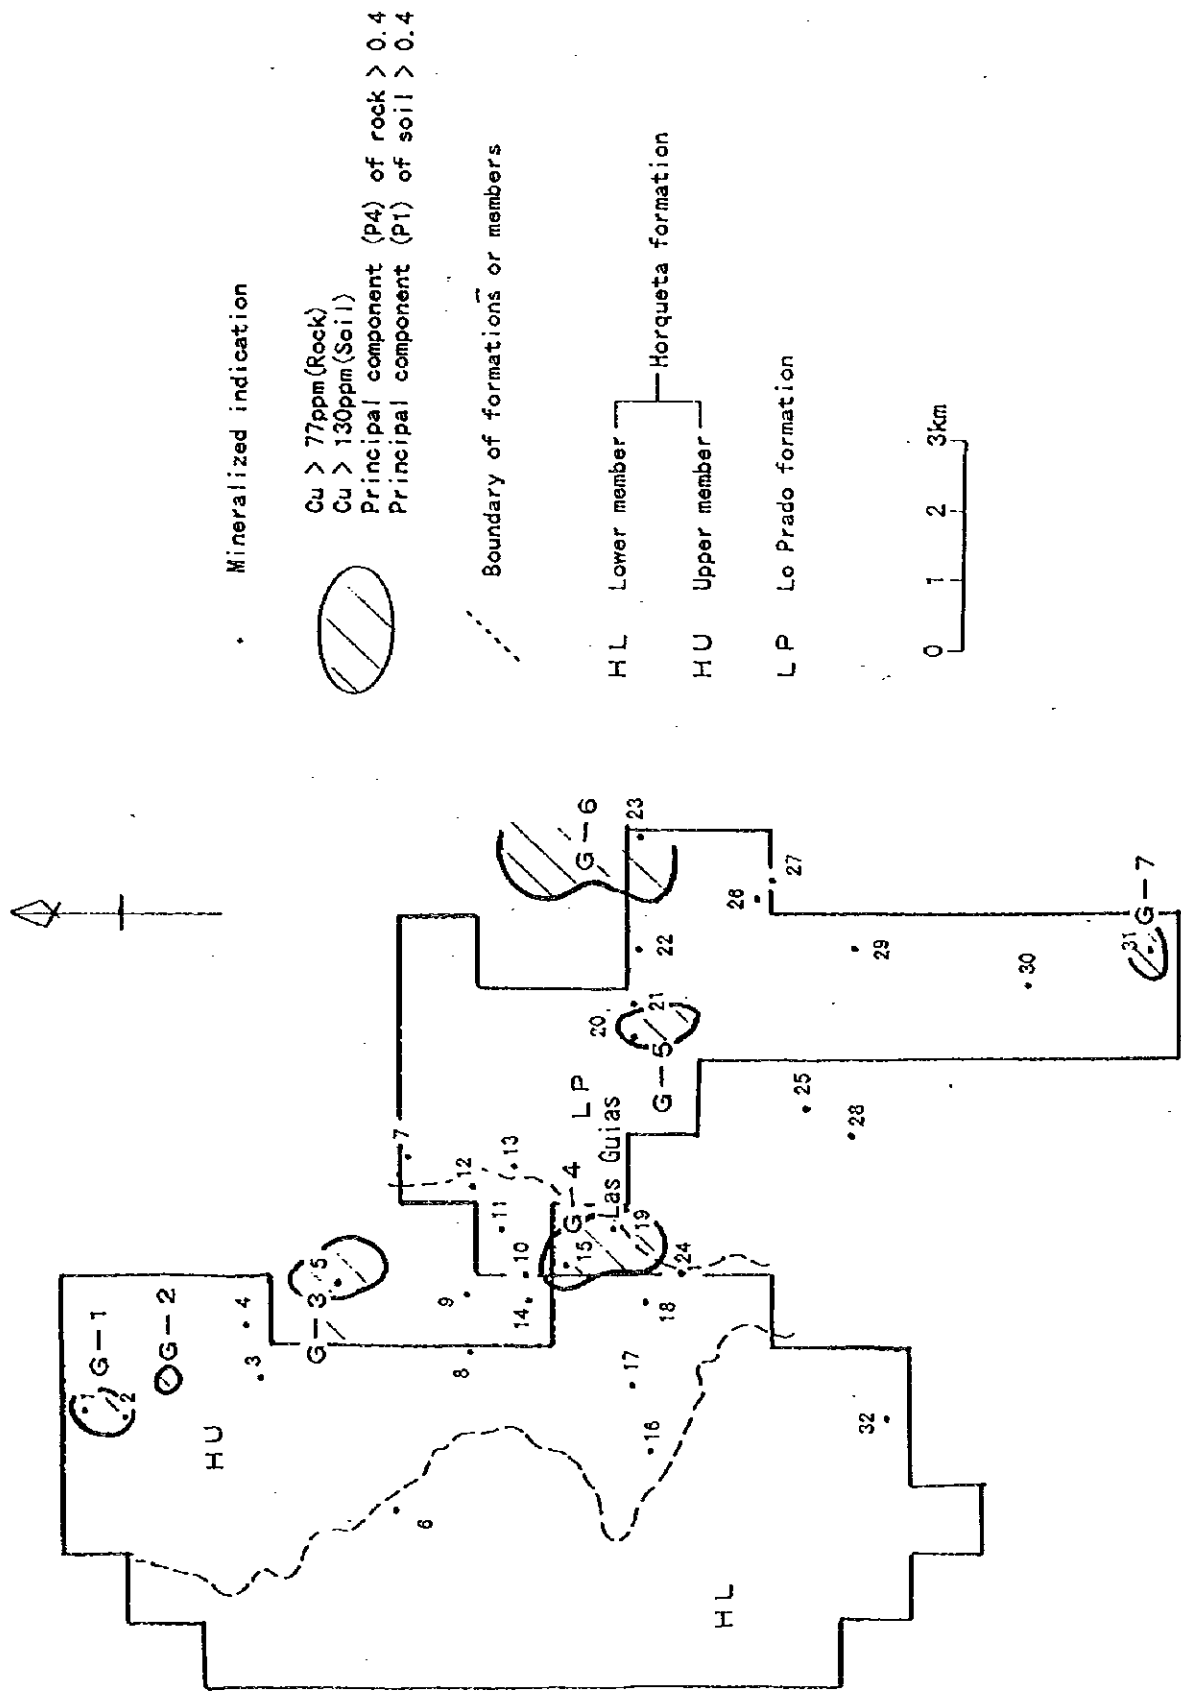 G-1
1
2
G-2
4
3
HU
G-3
5
7
6
8
9
10
11
12
13
14
G-4
15
LP
Las Guias
G-5
20
21
22
G-6
23
16
17
18
19
24
25
26
27
28
29
30
31
G-7
32
HL
• Mineralized indication
Cu > 77ppm(Rock)
Cu > 130ppm(Soil)
Principal component (P4) of rock > 0.4
Principal component (P1) of soil > 0.4
Boundary of formations or members
HL Lower member
Horqueta formation
HU Upper member
LP Lo Prado formation
0 1 2 3km